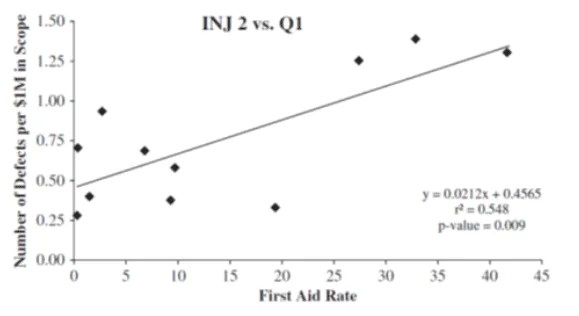 INJ 2 vs. Q1
Number of Defects per $1M in Scope
1.50
1.25
1.00
0.75
0.50
0.25
0.00
y = 0.0212x + 0.4565
r² = 0.548
p-value = 0.009
0 5 10 15 20 25 30 35 40 45
First Aid Rate